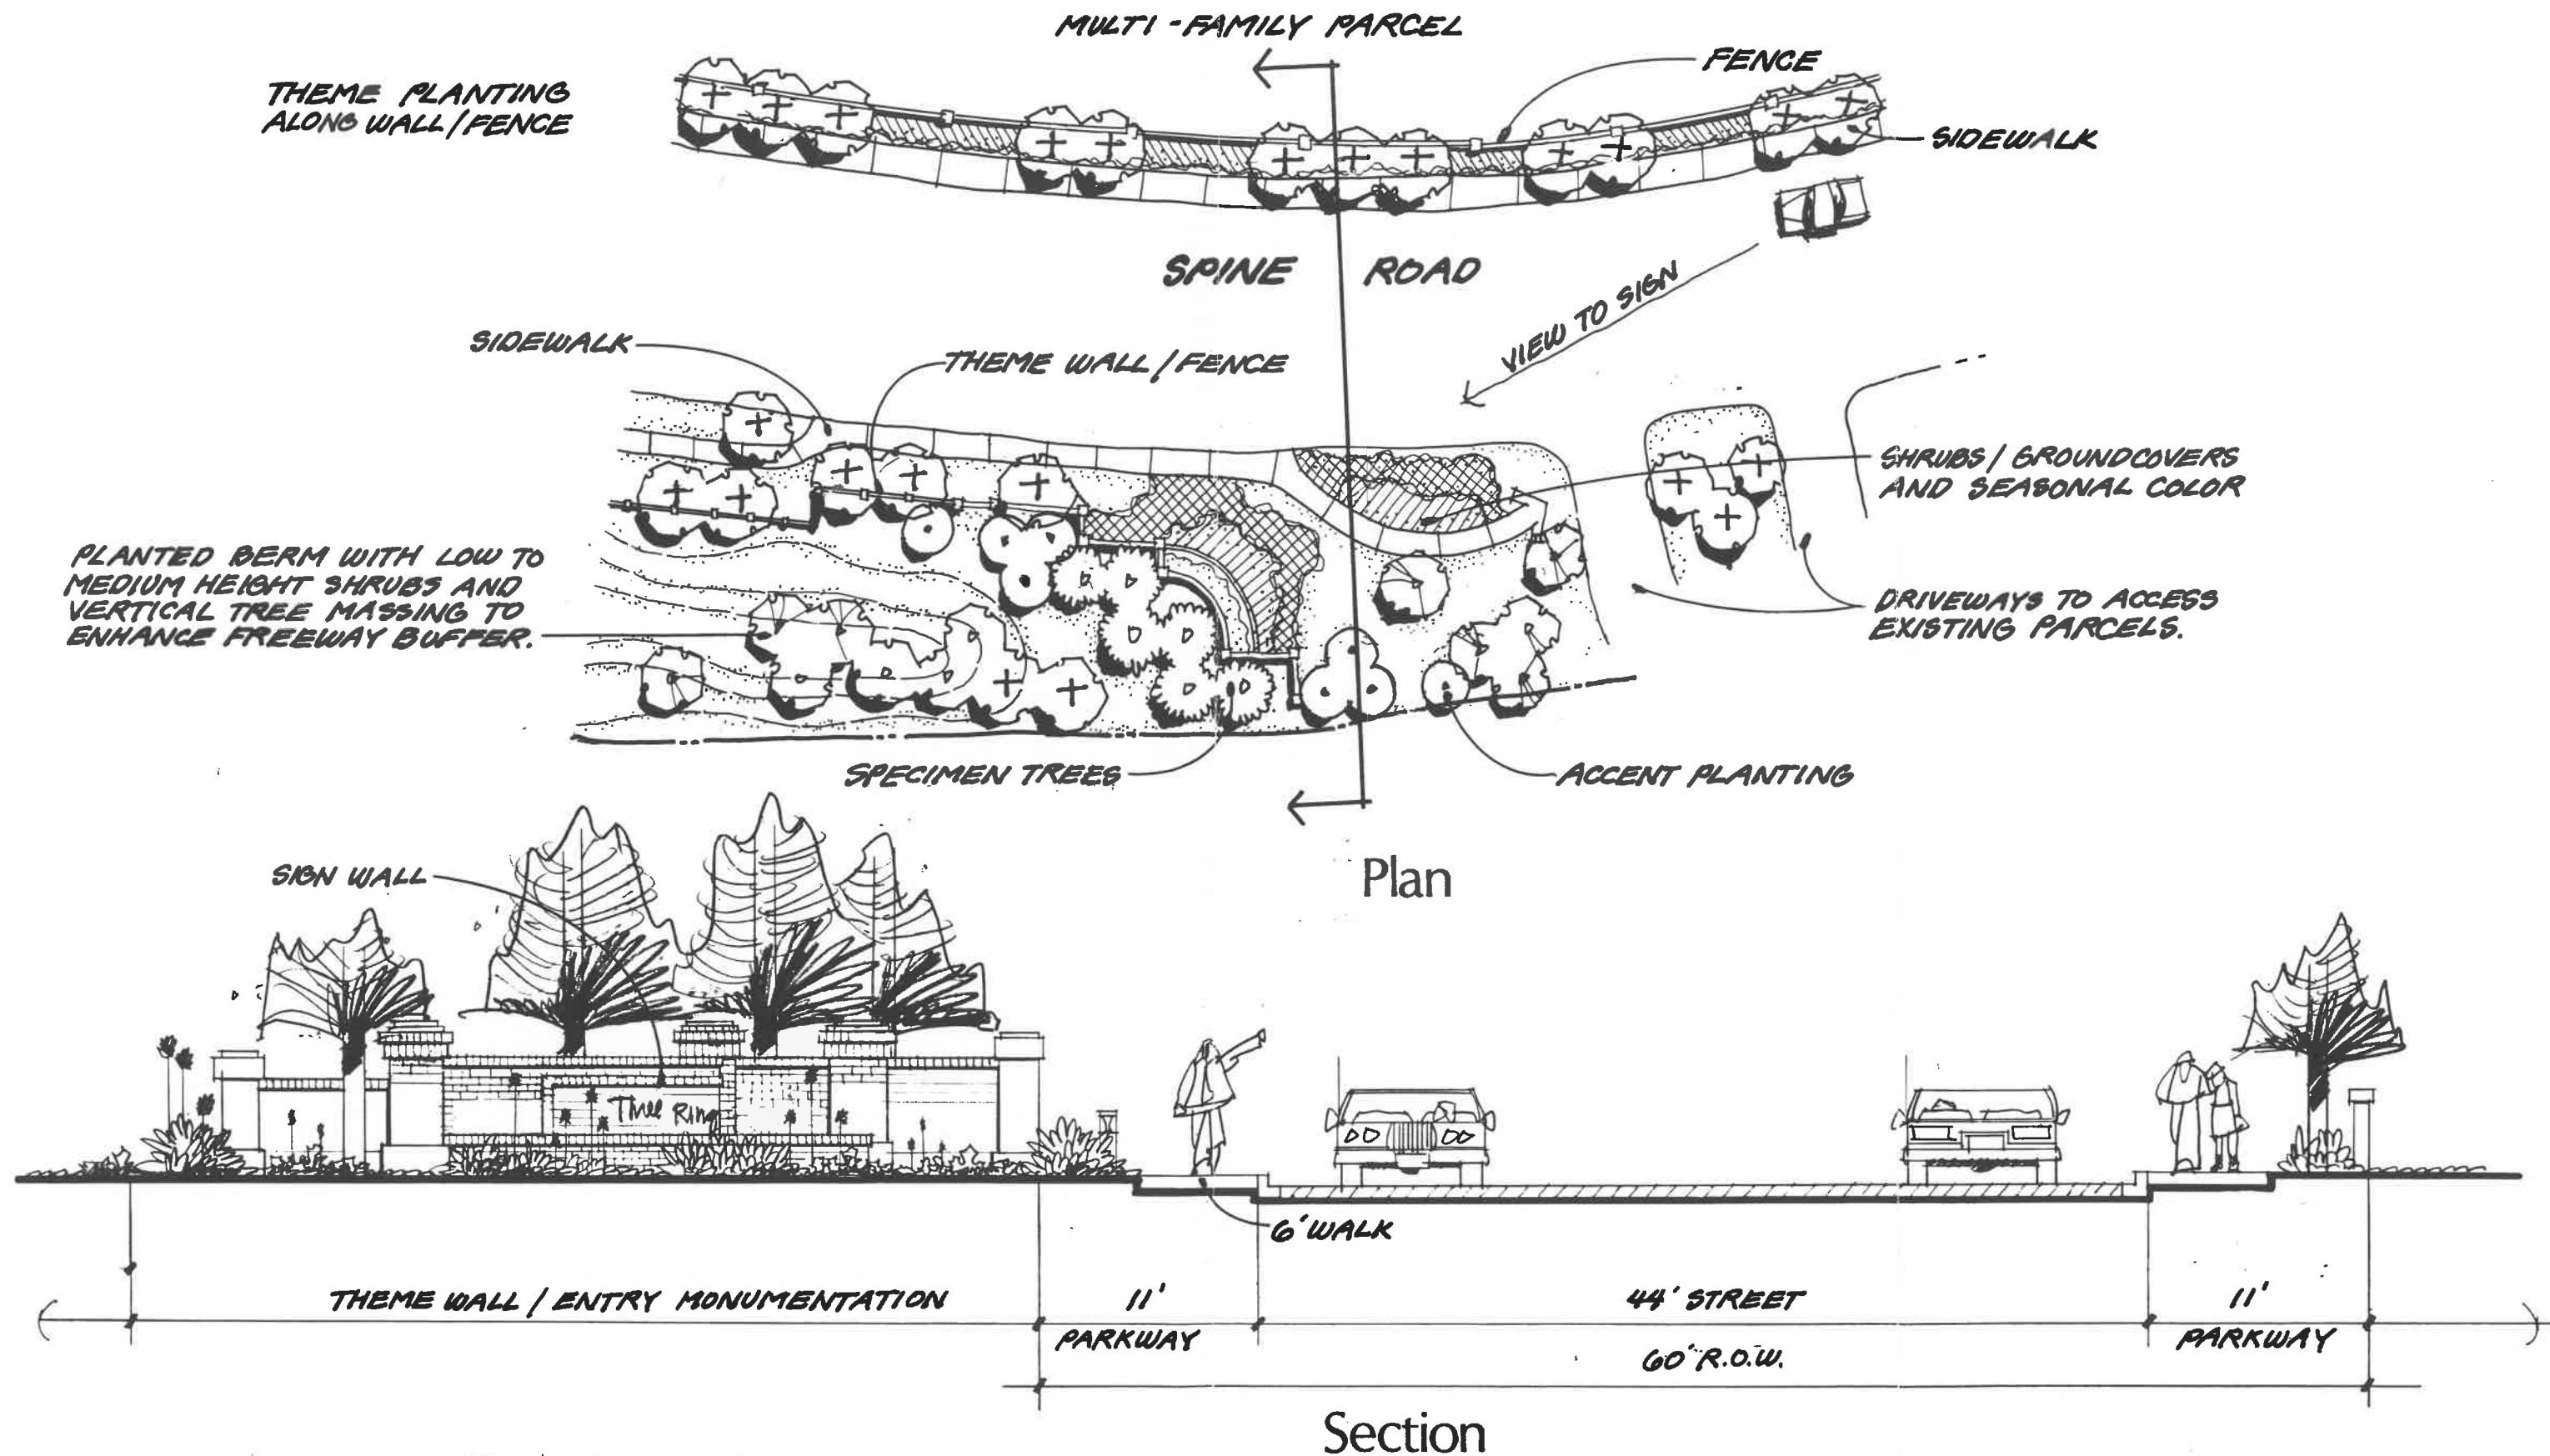 MULTI-FAMILY PARCEL
THEME PLANTING
ALONG WALL/FENCE
FENCE
SIDEWALK
SPINE ROAD
VIEW TO SIGN
SIDEWALK
THEME WALL/FENCE
SHRUBS/GROUNDCOVERS
AND SEASONAL COLOR
PLANTED BERM WITH LOW TO
MEDIUM HEIGHT SHRUBS AND
VERTICAL TREE MASSING TO
ENHANCE FREEWAY BUFFER.
DRIVEWAYS TO ACCESS
EXISTING PARCELS.
SPECIMEN TREES
ACCENT PLANTING
Plan
SIGN WALL
Three Ring
6' WALK
THEME WALL / ENTRY MONUMENTATION
11'
PARKWAY
44' STREET
11'
PARKWAY
60' R.O.W.
Section